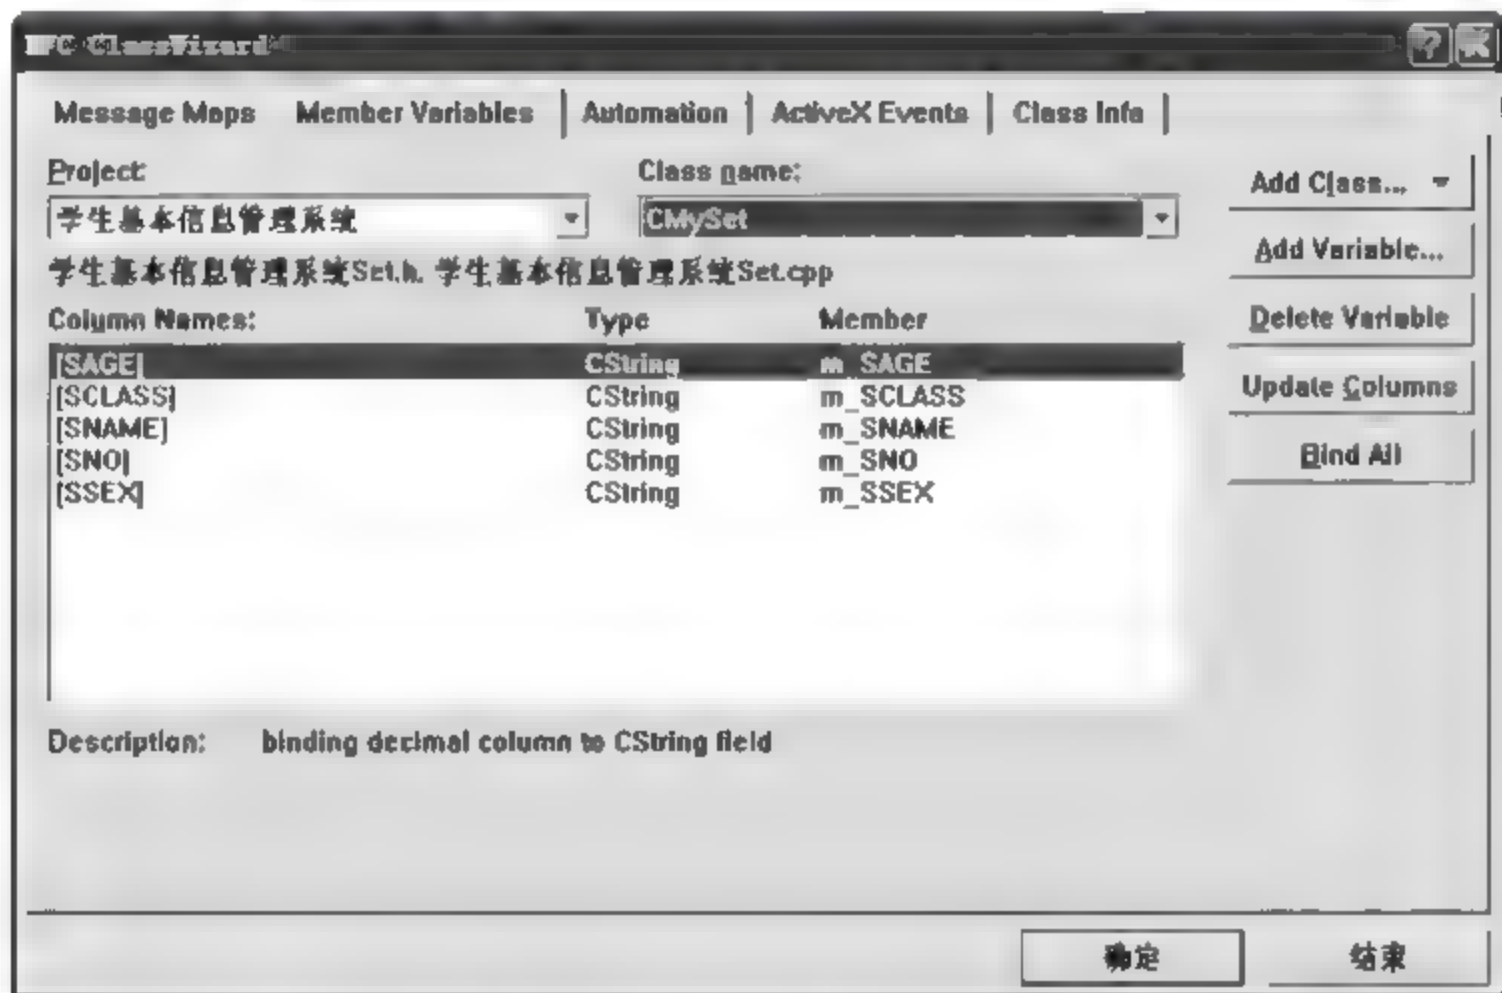 MFC ClassWizard
Message Maps Member Variables Automation ActiveX Events Class Info
Project: Class name: Add Class...
学生基本信息管理系统 CMySet
Add Variable...
学生基本信息管理系统Set.h, 学生基本信息管理系统Set.cpp
Column Names: Type Member Delete Variable
[SAGE] CString m_SAGE
[SCLASS] CString m_SCLASS Update Columns
[SNAME] CString m_SNAME
[SNO] CString m_SNO Bind All
[SSEX] CString m_SSEX
Description: binding decimal column to CString field
确定 结束